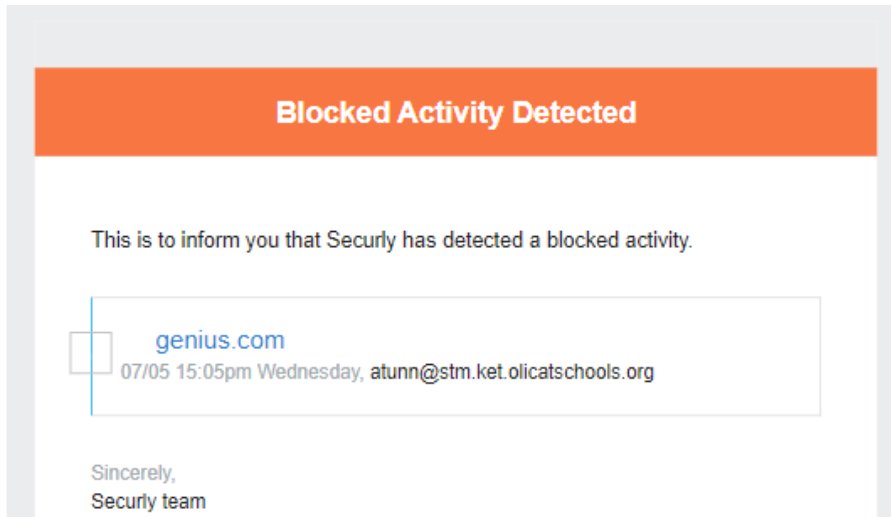 Blocked Activity Detected
This is to inform you that Securly has detected a blocked activity.
genius.com
07/05 15:05pm Wednesday, atunn@stm.ket.olicatschools.org
Sincerely,
Securly team